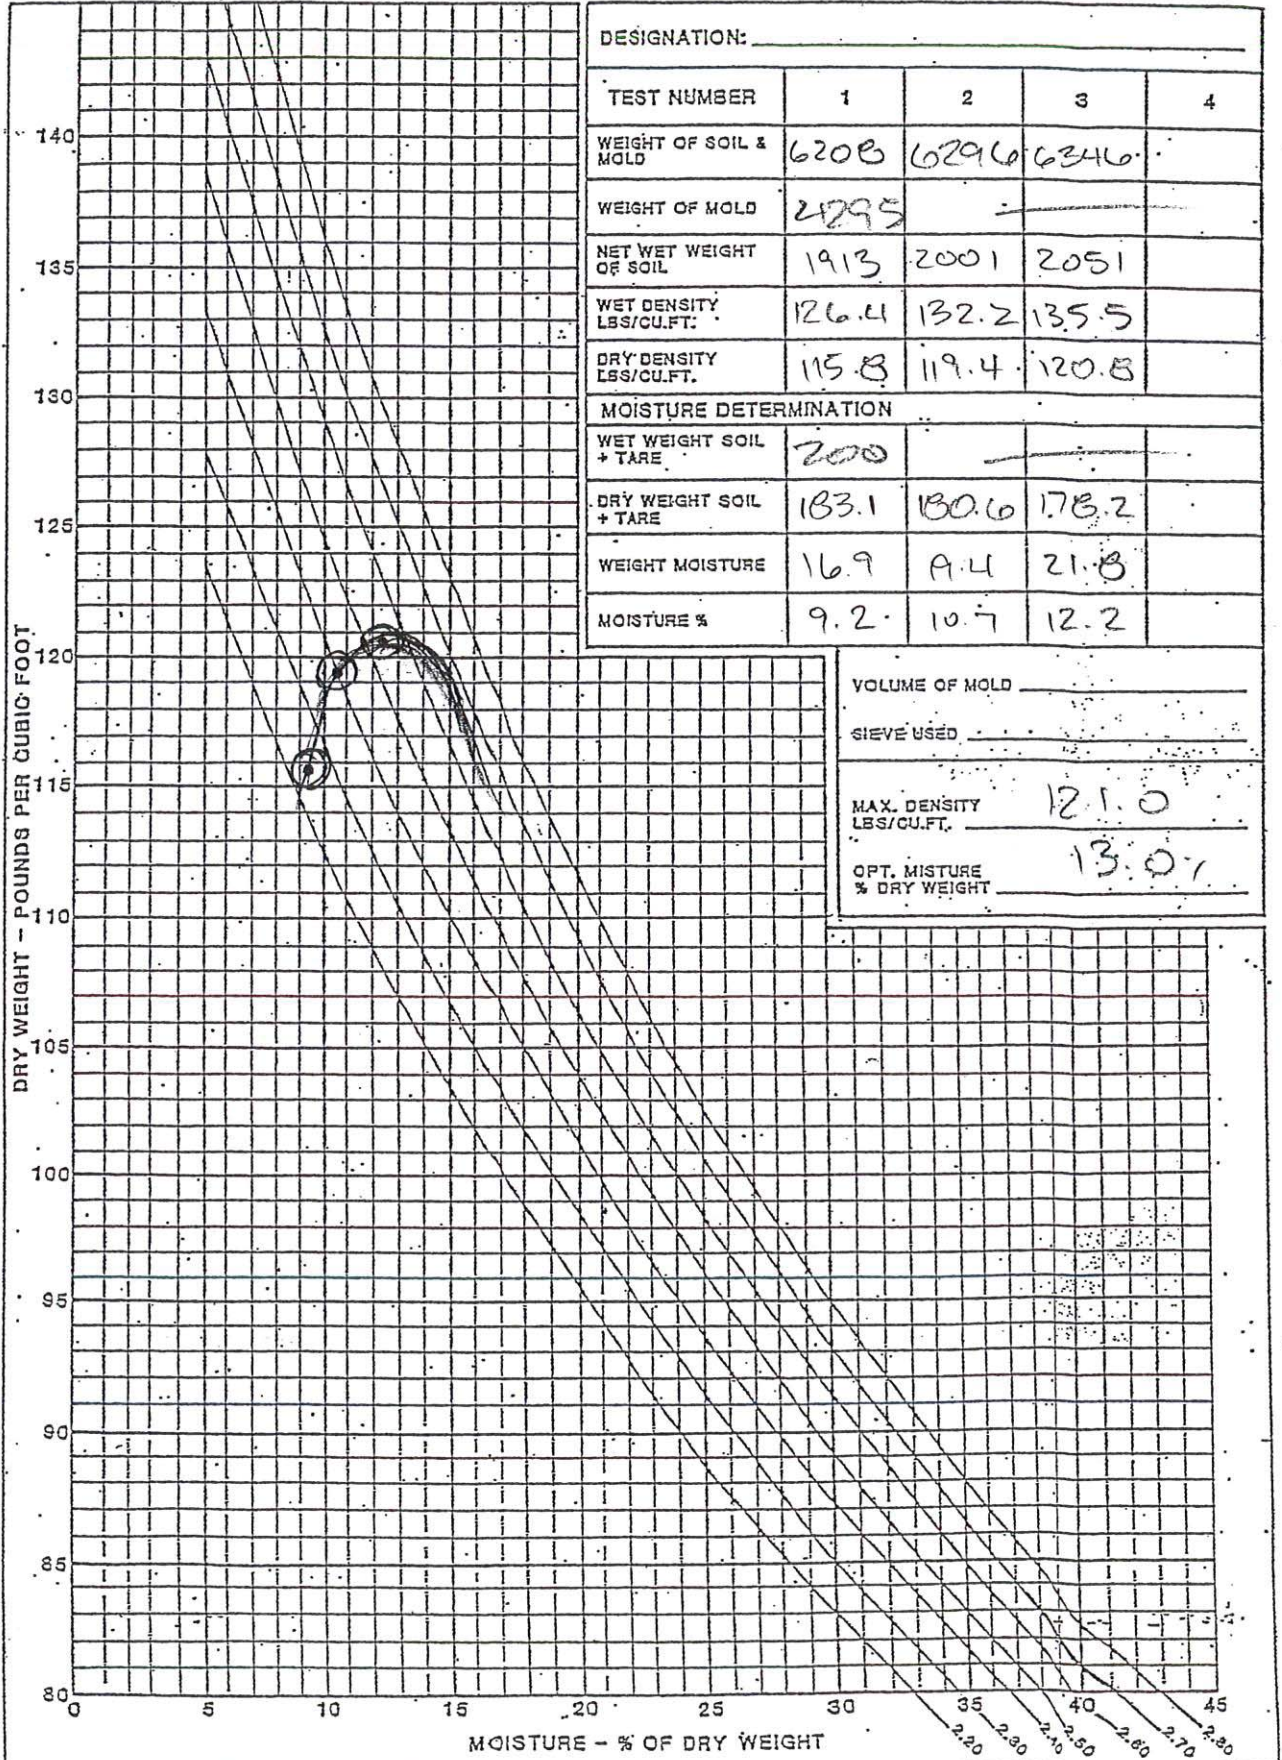 DESIGNATION:
TEST NUMBER 1 2 3 4
WEIGHT OF SOIL & MOLD 6208 6296 6346
WEIGHT OF MOLD 4295
NET WET WEIGHT OF SOIL 1913 2001 2051
WET DENSITY LBS/CU.FT. 126.4 132.2 135.5
DRY DENSITY LBS/CU.FT. 115.8 119.4 120.8
MOISTURE DETERMINATION
WET WEIGHT SOIL + TARE 200
DRY WEIGHT SOIL + TARE 183.1 180.6 178.2
WEIGHT MOISTURE 16.9 21.8
MOISTURE % 9.2 10.7 12.2
VOLUME OF MOLD
SIEVE USED
MAX. DENSITY LBS/CU.FT. 121.0
OPT. MISTURE % DRY WEIGHT 13.0%
DRY WEIGHT - POUNDS PER CUBIC FOOT
140
135
130
125
120
115
110
105
100
95
90
85
80
0 5 10 15 20 25 30 35 40 45
2.20 2.30 2.40 2.50 2.60 2.70 2.80
MOISTURE - % OF DRY WEIGHT